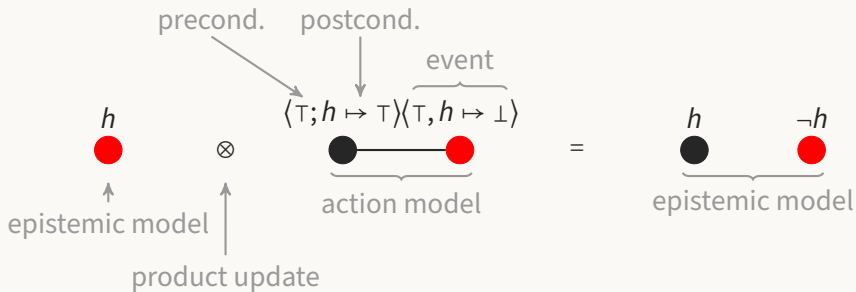 precond. postcond.
event
h ⟨⊤; h ↦ ⊤⟩⟨⊤, h ↦ ⊥⟩ h ¬h
⊗ =
action model epistemic model
epistemic model
product update